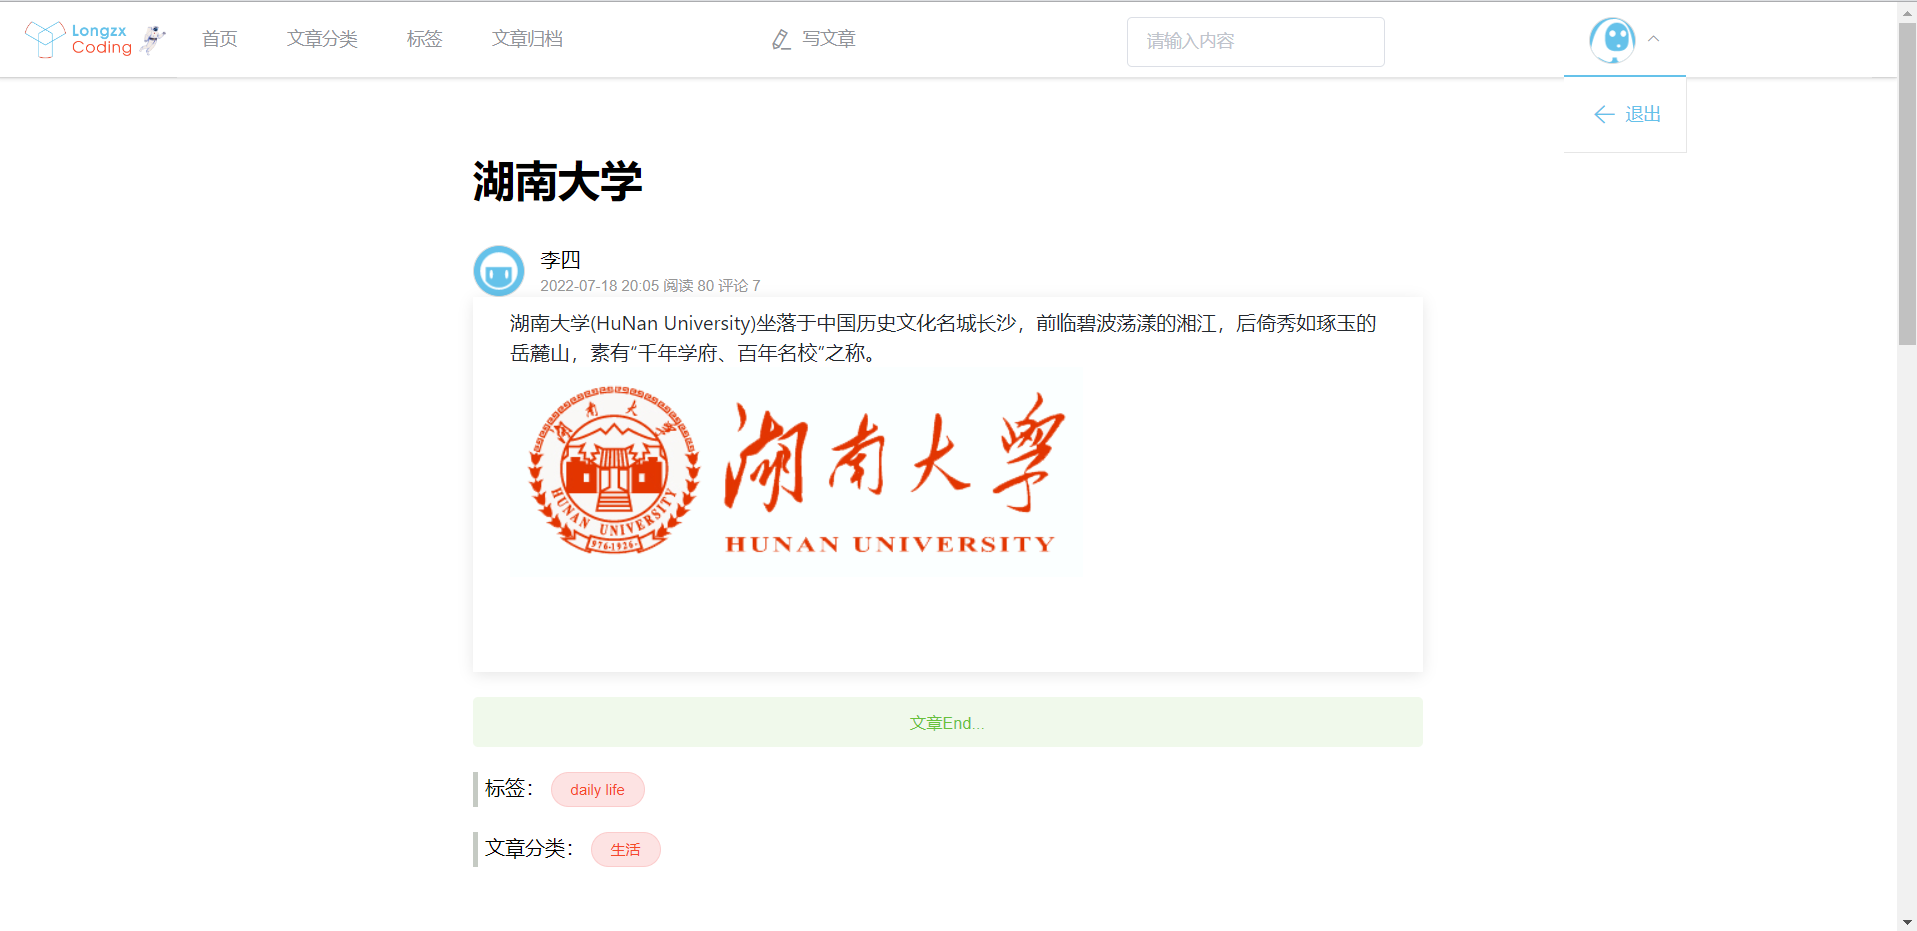 Longzx
Coding
首页
文章分类
标签
文章归档
写文章
请输入内容
退出
湖南大学
李四
2022-07-18 20:05 阅读 80 评论 7
湖南大学(HuNan University)坐落于中国历史文化名城长沙，前临碧波荡漾的湘江，后倚秀如琢玉的
岳麓山，素有“千年学府、百年名校”之称。
湖南大学
HUNAN UNIVERSITY
976-1926-
湖南大學
HUNAN UNIVERSITY
文章End...
标签：
daily life
文章分类：
生活